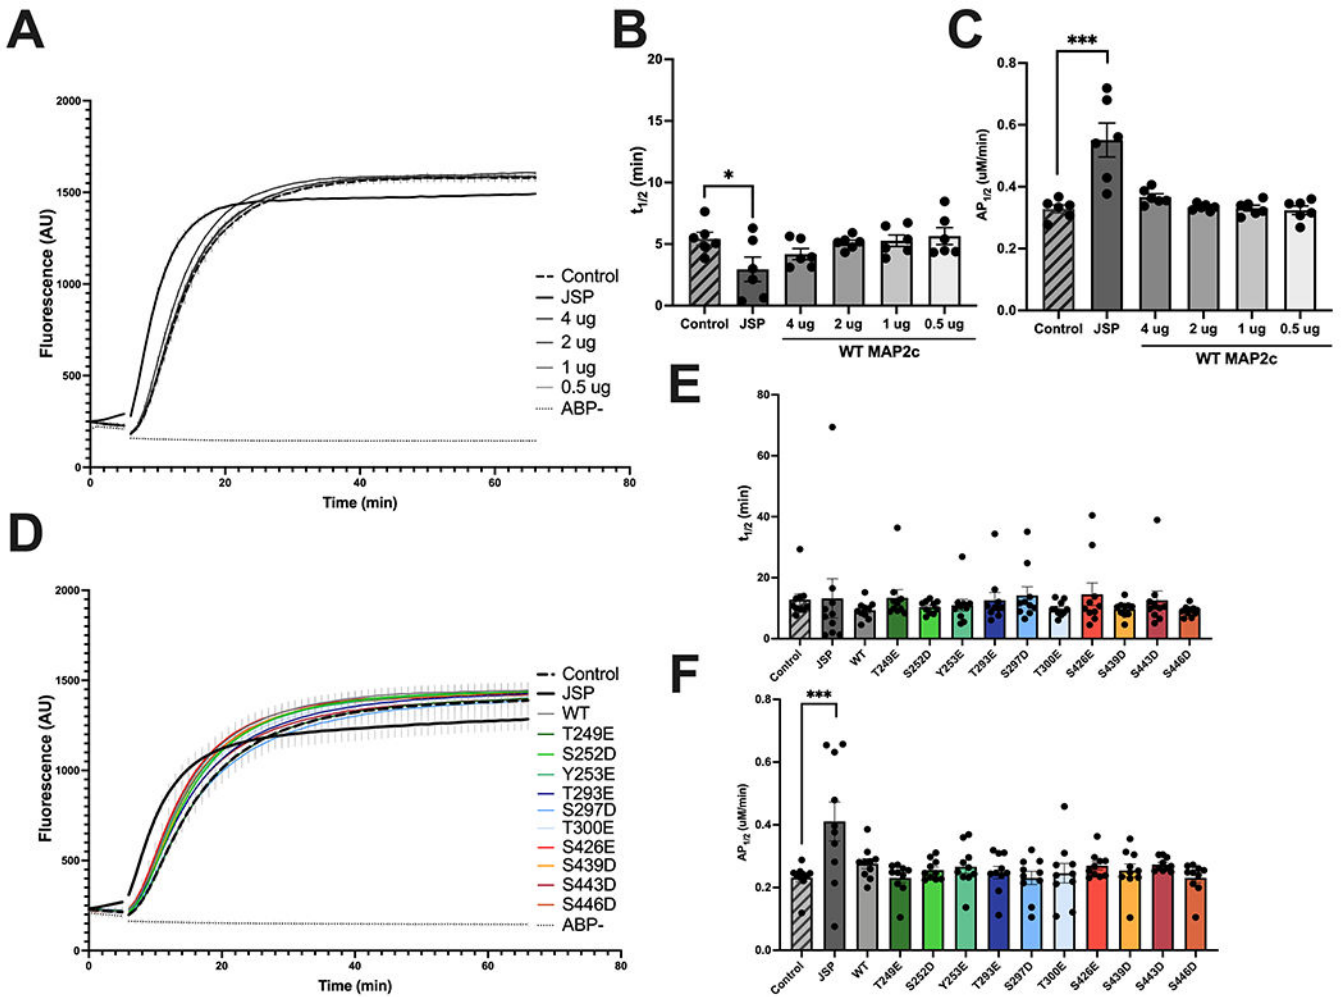 A
2000
1500
1000
500
0
Fluorescence (AU)
0 20 40 60 80
Time (min)
Control
JSP
4 ug
2 ug
1 ug
0.5 ug
ABP-
B
20
15
10
5
0
t1/2 (min)
*
Control JSP 4 ug 2 ug 1 ug 0.5 ug
WT MAP2c
C
0.8
0.6
0.4
0.2
0.0
AP1/2 (uM/min)
***
Control JSP 4 ug 2 ug 1 ug 0.5 ug
WT MAP2c
D
2000
1500
1000
500
0
Fluorescence (AU)
0 20 40 60 80
Time (min)
Control
JSP
WT
T249E
S252D
Y253E
T293E
S297D
T300E
S426E
S439D
S443D
S446D
ABP-
E
80
60
40
20
0
t1/2 (min)
Control JSP WT T249E S252D Y253E T293E S297D T300E S426E S439D S443D S446D
F
0.8
0.6
0.4
0.2
0.0
AP1/2 (uM/min)
***
Control JSP WT T249E S252D Y253E T293E S297D T300E S426E S439D S443D S446D